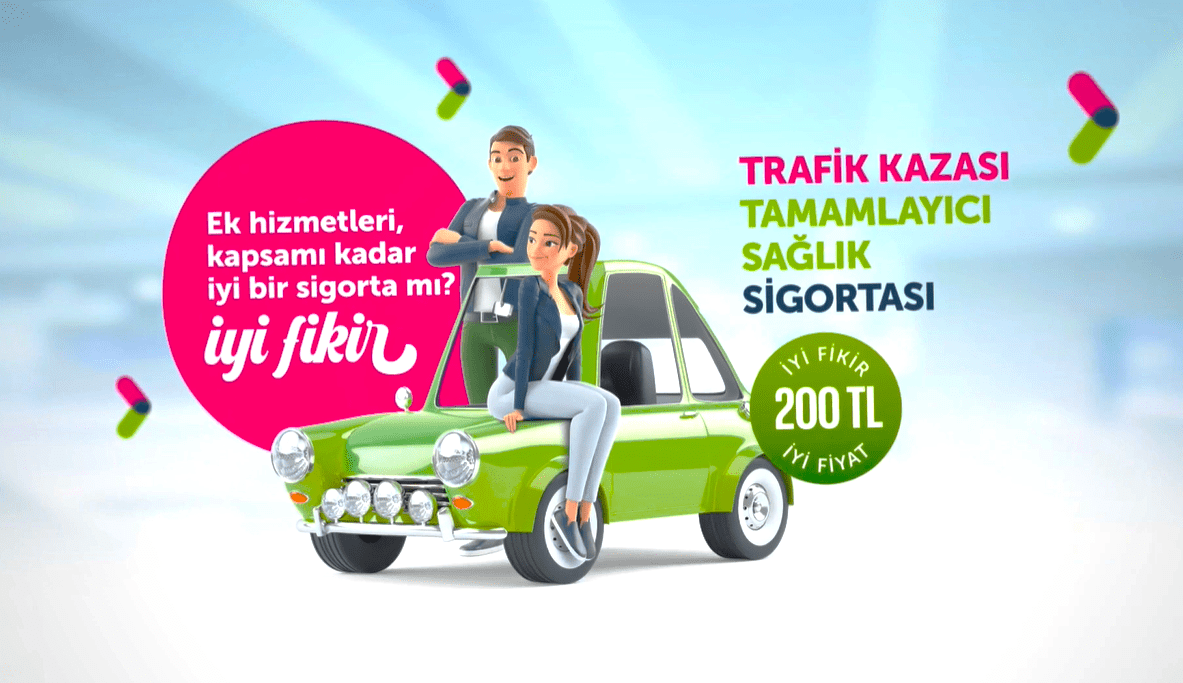 Ek hizmetleri,
kapsamı kadar
iyi bir sigorta mı?
iyi fikir
TRAFİK KAZASI
TAMAMLAYICI
SAĞLIK
SİGORTASI
İYİ FİKİR
200 TL
İYİ FİYAT